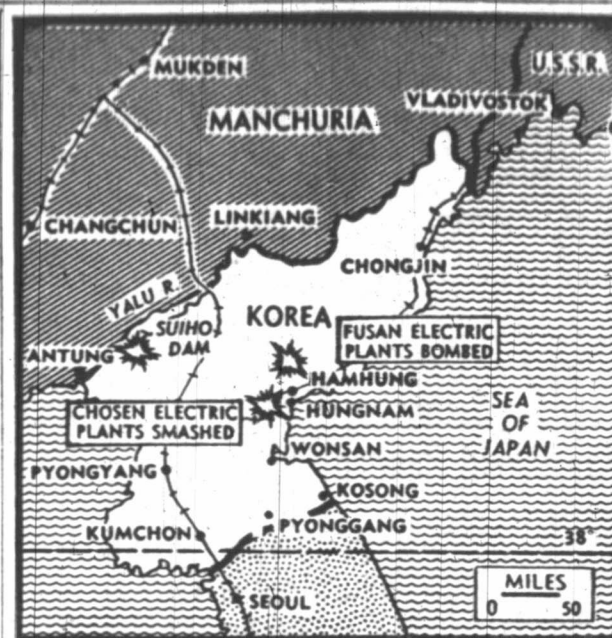 MUKDEN
U.S.S.R.
VLADIVOSTOK
MANCHURIA
CHANGCHUN
LINKIANG
CHONGJIN
YALU R.
SUIHO
DAM
KOREA
FUSAN ELECTRIC
PLANTS BOMBED
ANTUNG
HAMHUNG
CHOSEN ELECTRIC
PLANTS SMASHED
HUNGNAM
SEA
OF
JAPAN
WONSAN
PYONGYANG
KOSONG
KUMCHON
PYONGGANG
38°
MILES
0 50
SEOUL